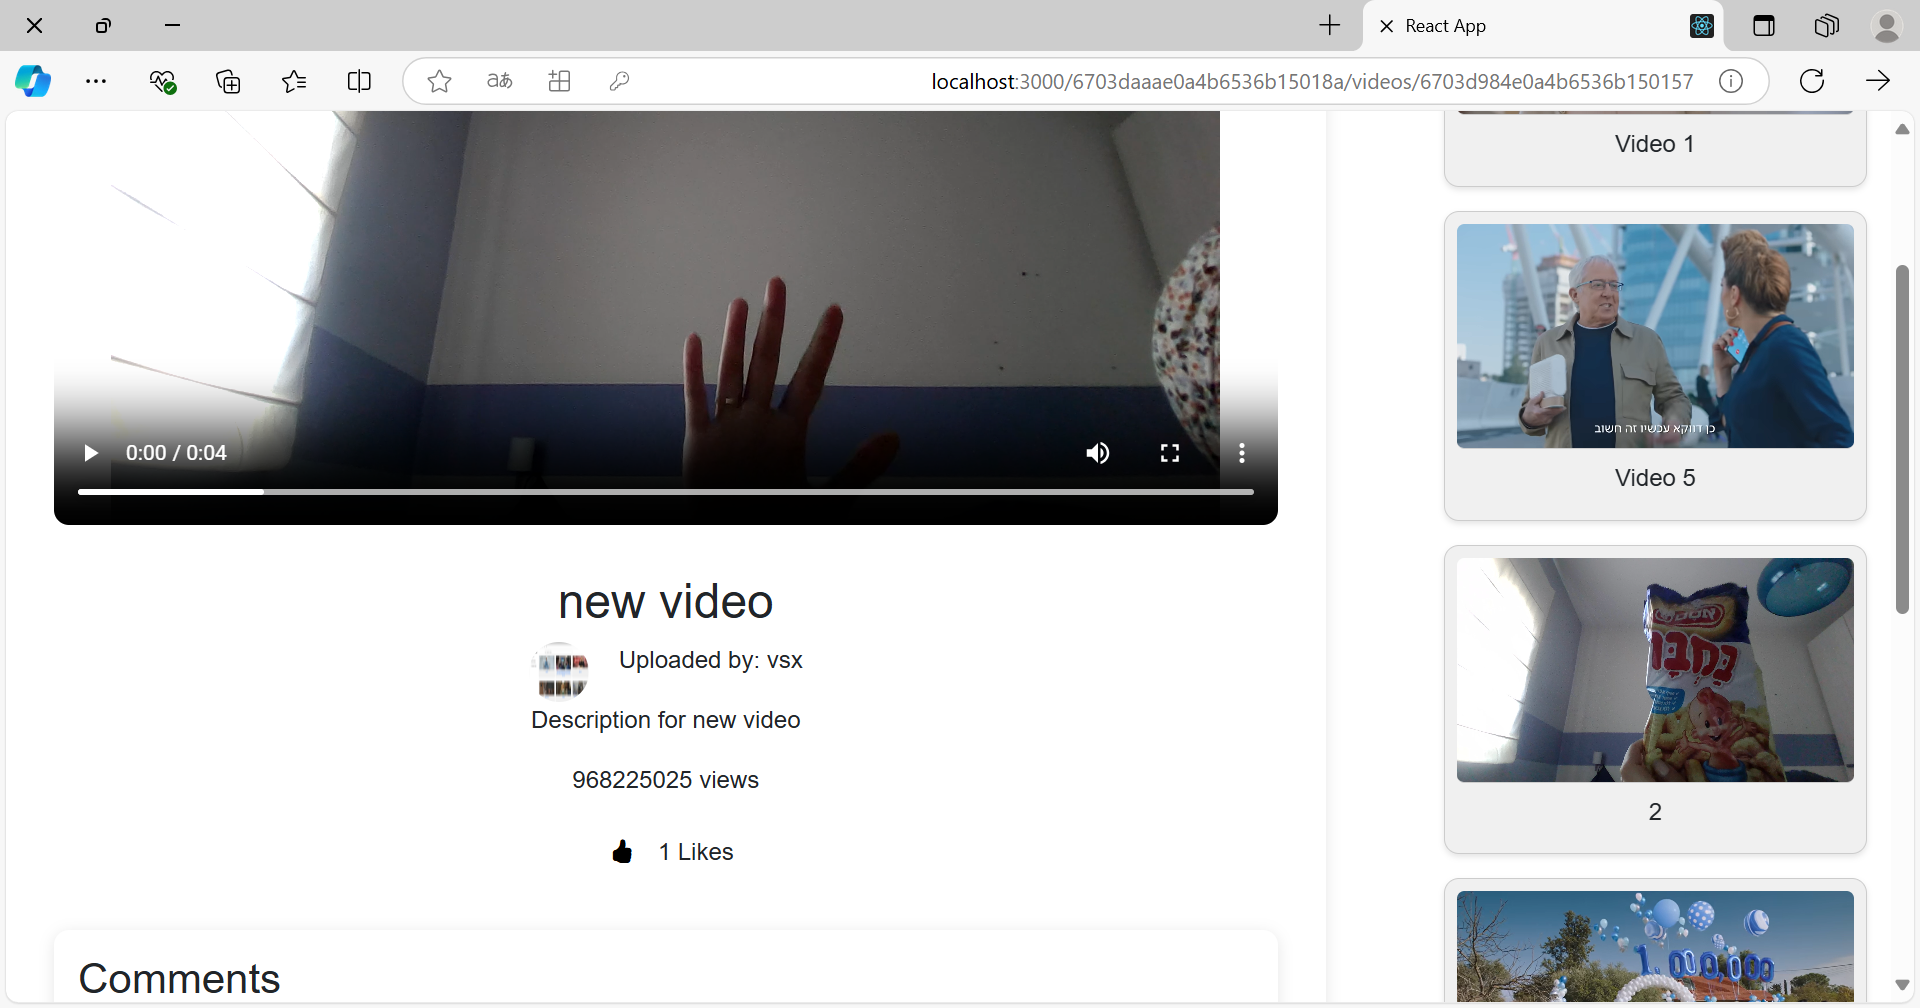 React App
localhost:3000/6703daaae0a4b6536b15018a/videos/6703d984e0a4b6536b150157
0:00 / 0:04
new video
Uploaded by: vsx
Description for new video
968225025 views
1 Likes
Comments
Video 1
כן דווקא עכשיו זה חשוב
Video 5
אסם
במבה
2
1,000,000